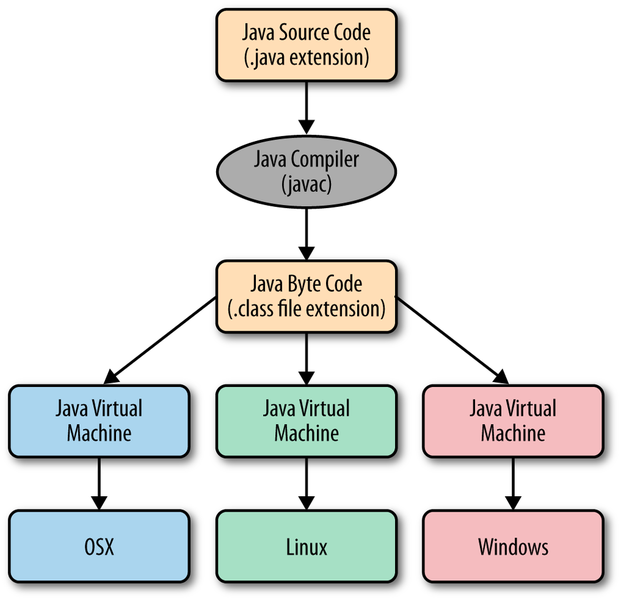 Java Source Code
(.java extension)
Java Compiler
(javac)
Java Byte Code
(.class file extension)
Java Virtual
Machine
Java Virtual
Machine
Java Virtual
Machine
OSX
Linux
Windows